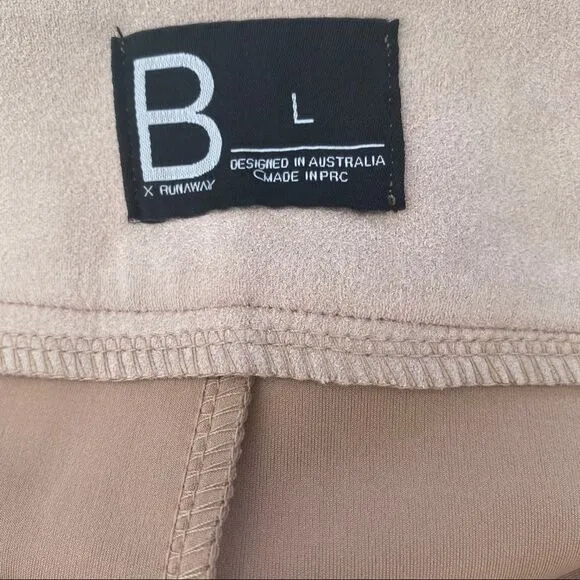 B
X RUNAWAY
L
DESIGNED IN AUSTRALIA
MADE IN PRC